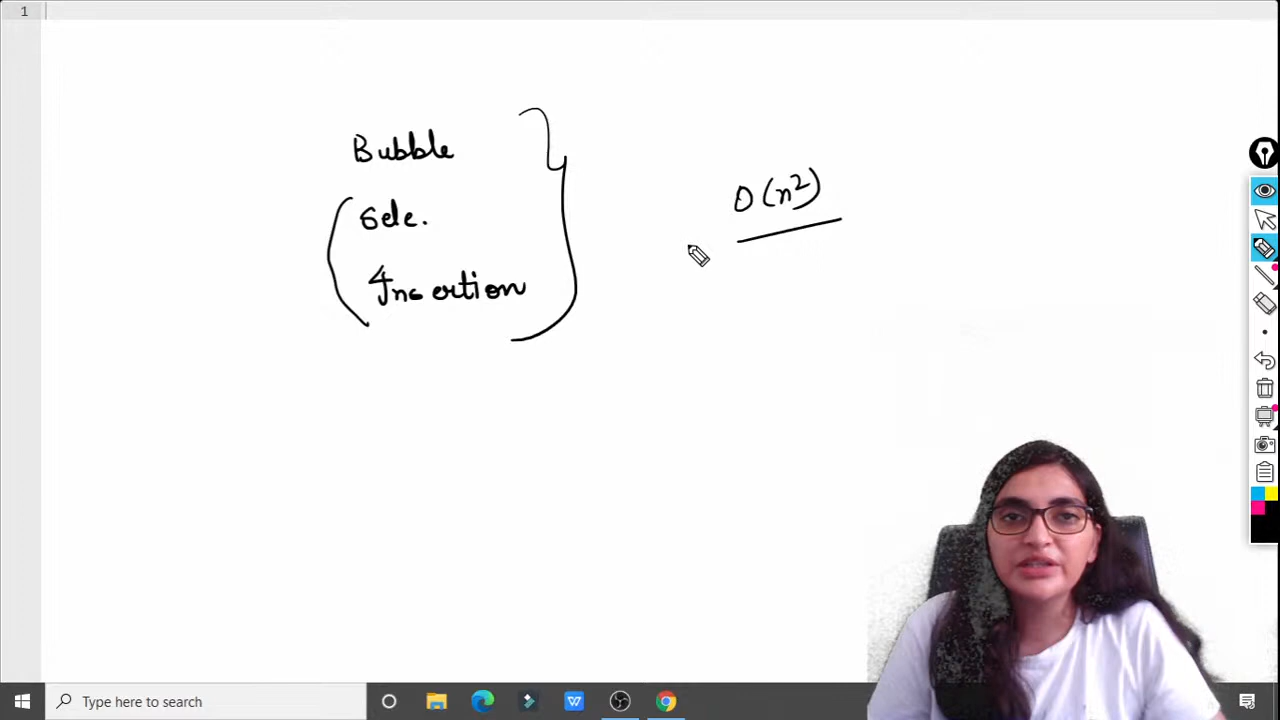 1
Bubble
Sele.
Insertion
O(n²)
Type here to search